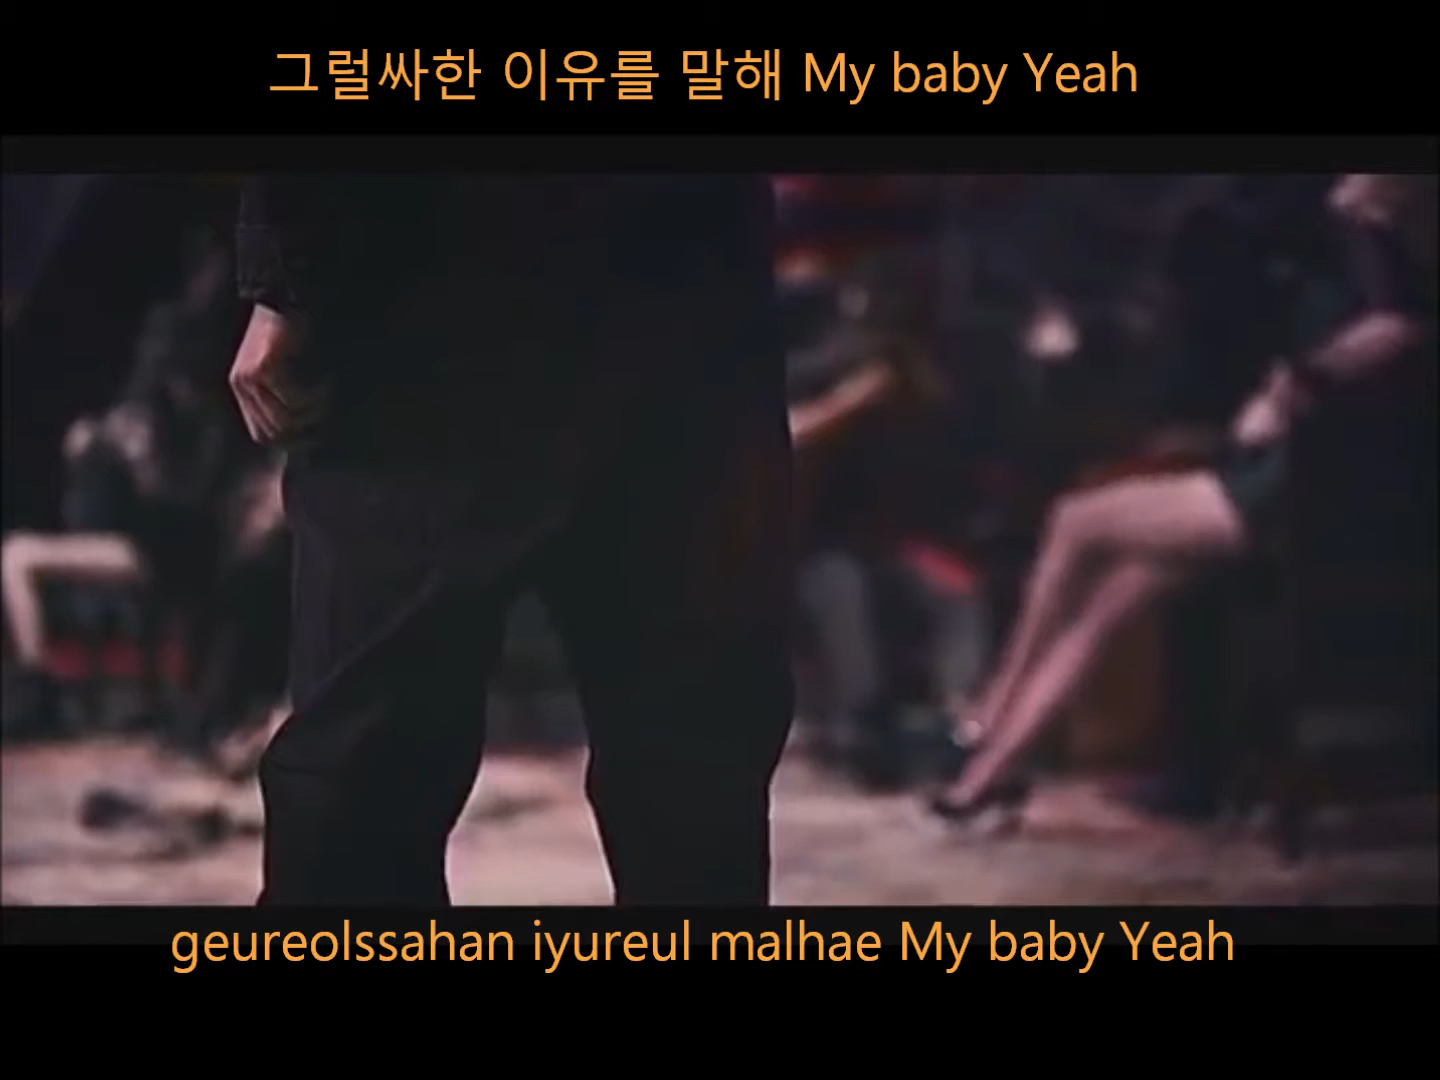 그럴싸한 이유를 말해 My baby Yeah
geureolssahan iyureul malhae My baby Yeah